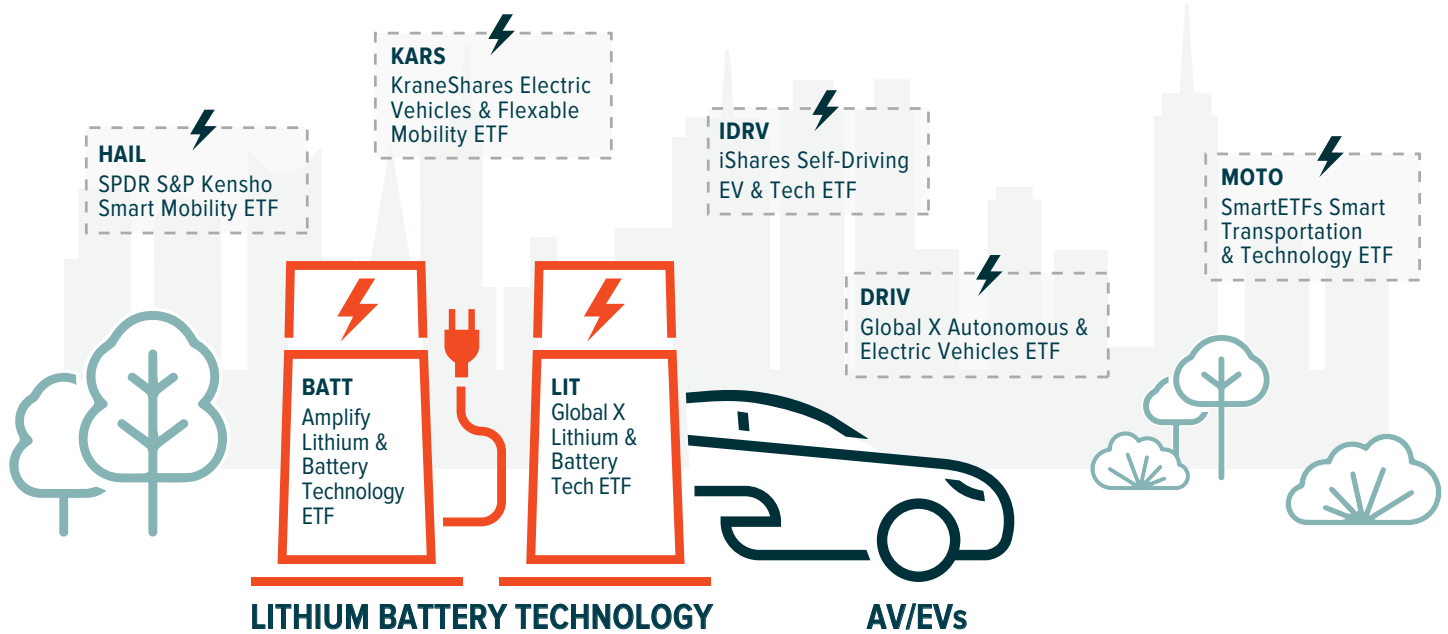 KARS
KraneShares Electric
Vehicles & Flexable
Mobility ETF
HAIL
SPDR S&P Kensho
Smart Mobility ETF
IDRV
iShares Self-Driving
EV & Tech ETF
MOTO
SmartETFs Smart
Transportation
& Technology ETF
DRIV
Global X Autonomous &
Electric Vehicles ETF
BATT
Amplify
Lithium &
Battery
Technology
ETF
LIT
Global X
Lithium &
Battery
Tech ETF
LITHIUM BATTERY TECHNOLOGY
AV/EVs